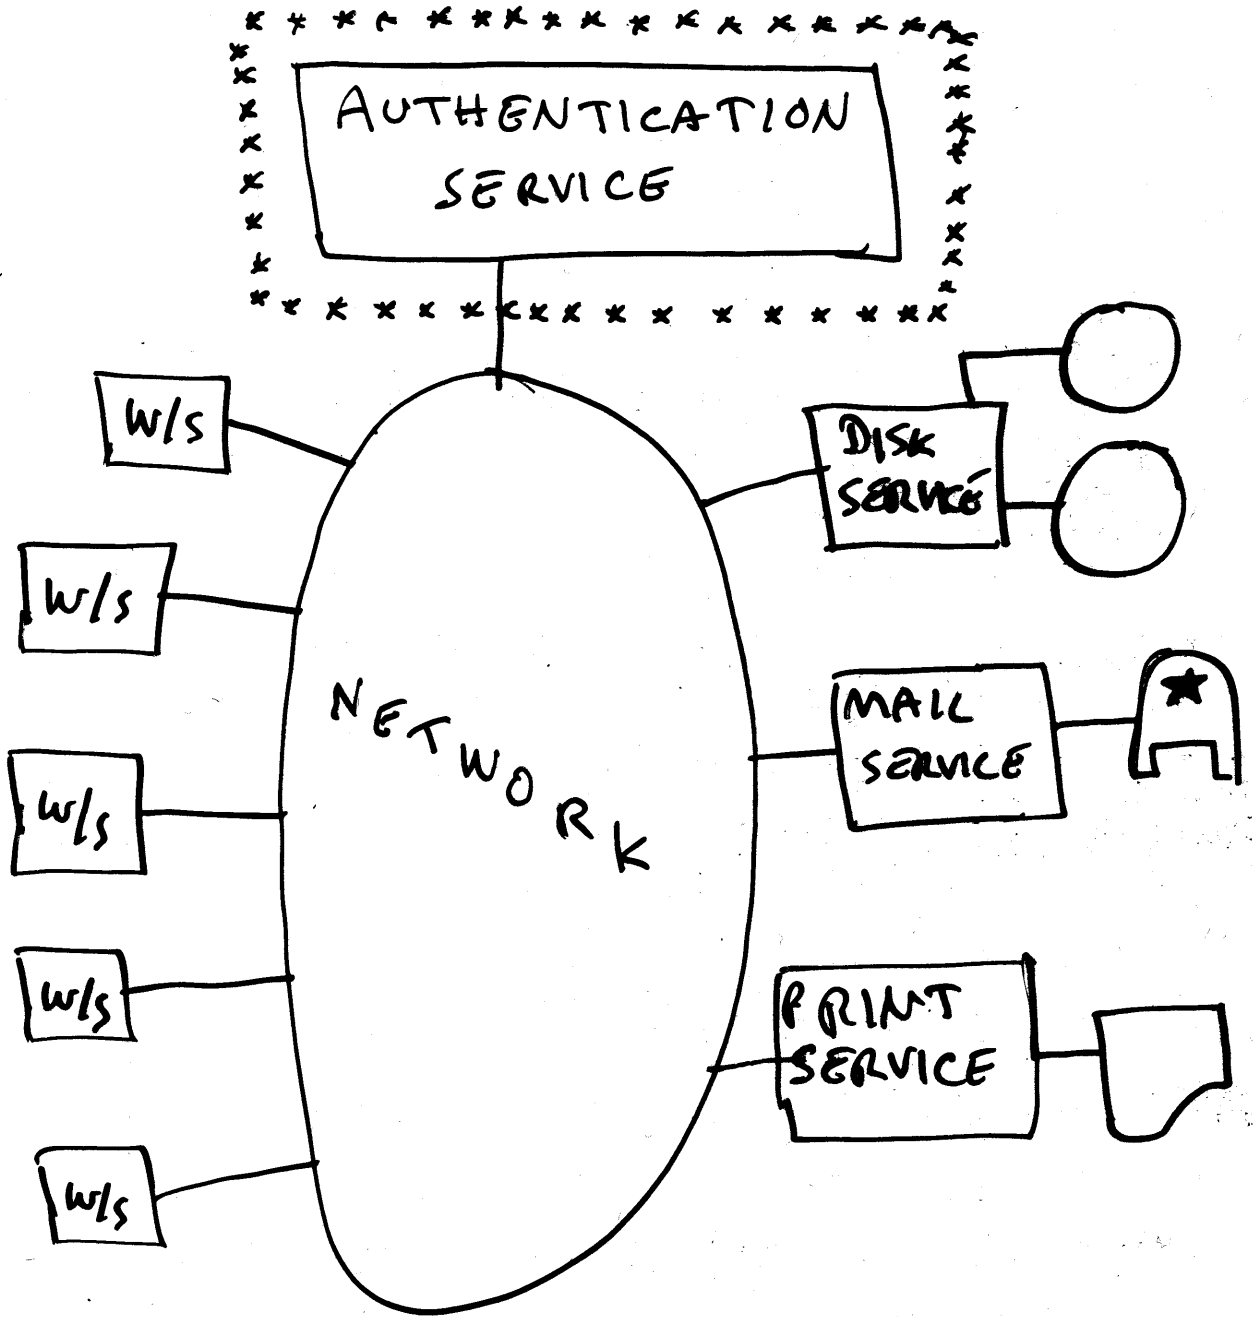 AUTHENTICATION
SERVICE
W/S
W/S
W/S
W/S
W/S
NETWORK
DISK
SERVICE
MAIL
SERVICE
PRINT
SERVICE